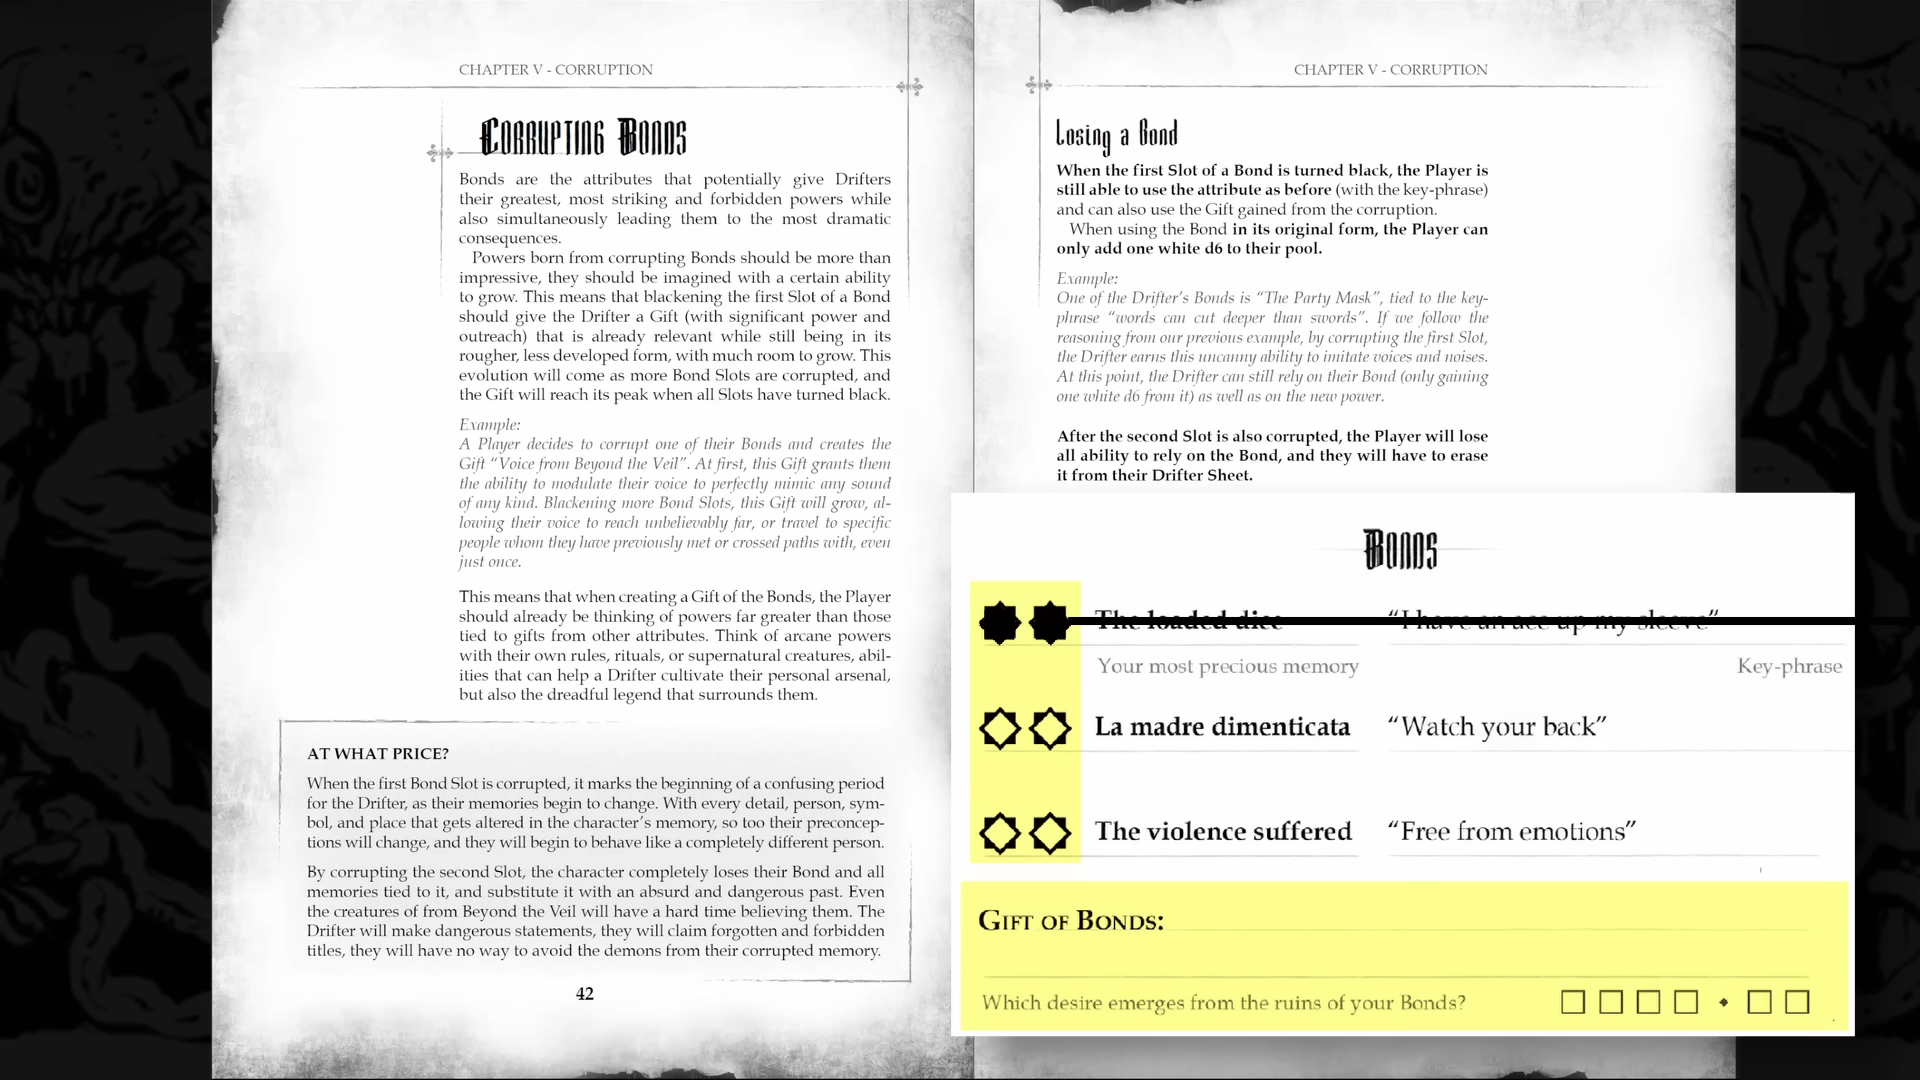 CHAPTER V - CORRUPTION
Corrupting Bonds
Bonds are the attributes that potentially give Drifters
their greatest, most striking and forbidden powers while
also simultaneously leading them to the most dramatic
consequences.
Powers born from corrupting Bonds should be more than
impressive, they should be imagined with a certain ability
to grow. This means that blackening the first Slot of a Bond
should give the Drifter a Gift (with significant power and
outreach) that is already relevant while still being in its
rougher, less developed form, with much room to grow. This
evolution will come as more Bond Slots are corrupted, and
the Gift will reach its peak when all Slots have turned black.
Example:
A Player decides to corrupt one of their Bonds and creates the
Gift “Voice from Beyond the Veil”. At first, this Gift grants them
the ability to modulate their voice to perfectly mimic any sound
of any kind. Blackening more Bond Slots, this Gift will grow, al-
lowing their voice to reach unbelievably far, or travel to specific
people whom they have previously met or crossed paths with, even
just once.
This means that when creating a Gift of the Bonds, the Player
should already be thinking of powers far greater than those
tied to gifts from other attributes. Think of arcane powers
with their own rules, rituals, or supernatural creatures, abil-
ities that can help a Drifter cultivate their personal arsenal,
but also the dreadful legend that surrounds them.
AT WHAT PRICE?
When the first Bond Slot is corrupted, it marks the beginning of a confusing period
for the Drifter, as their memories begin to change. With every detail, person, sym-
bol, and place that gets altered in the character’s memory, so too their preconcep-
tions will change, and they will begin to behave like a completely different person.
By corrupting the second Slot, the character completely loses their Bond and all
memories tied to it, and substitute it with an absurd and dangerous past. Even
the creatures of from Beyond the Veil will have a hard time believing them. The
Drifter will make dangerous statements, they will claim forgotten and forbidden
titles, they will have no way to avoid the demons from their corrupted memory.
42
CHAPTER V - CORRUPTION
Losing a Bond
When the first Slot of a Bond is turned black, the Player is
still able to use the attribute as before (with the key-phrase)
and can also use the Gift gained from the corruption.
When using the Bond in its original form, the Player can
only add one white d6 to their pool.
Example:
One of the Drifter’s Bonds is “The Party Mask”, tied to the key-
phrase “words can cut deeper than swords”. If we follow the
reasoning from our previous example, by corrupting the first Slot,
the Drifter earns this uncanny ability to imitate voices and noises.
At this point, the Drifter can still rely on their Bond (only gaining
one white d6 from it) as well as on the new power.
After the second Slot is also corrupted, the Player will lose
all ability to rely on the Bond, and they will have to erase
it from their Drifter Sheet.
Bonds
The loaded dice “I have an ace up my sleeve”
Your most precious memory Key-phrase
La madre dimenticata “Watch your back”
The violence suffered “Free from emotions”
Gift of Bonds:
Which desire emerges from the ruins of your Bonds?